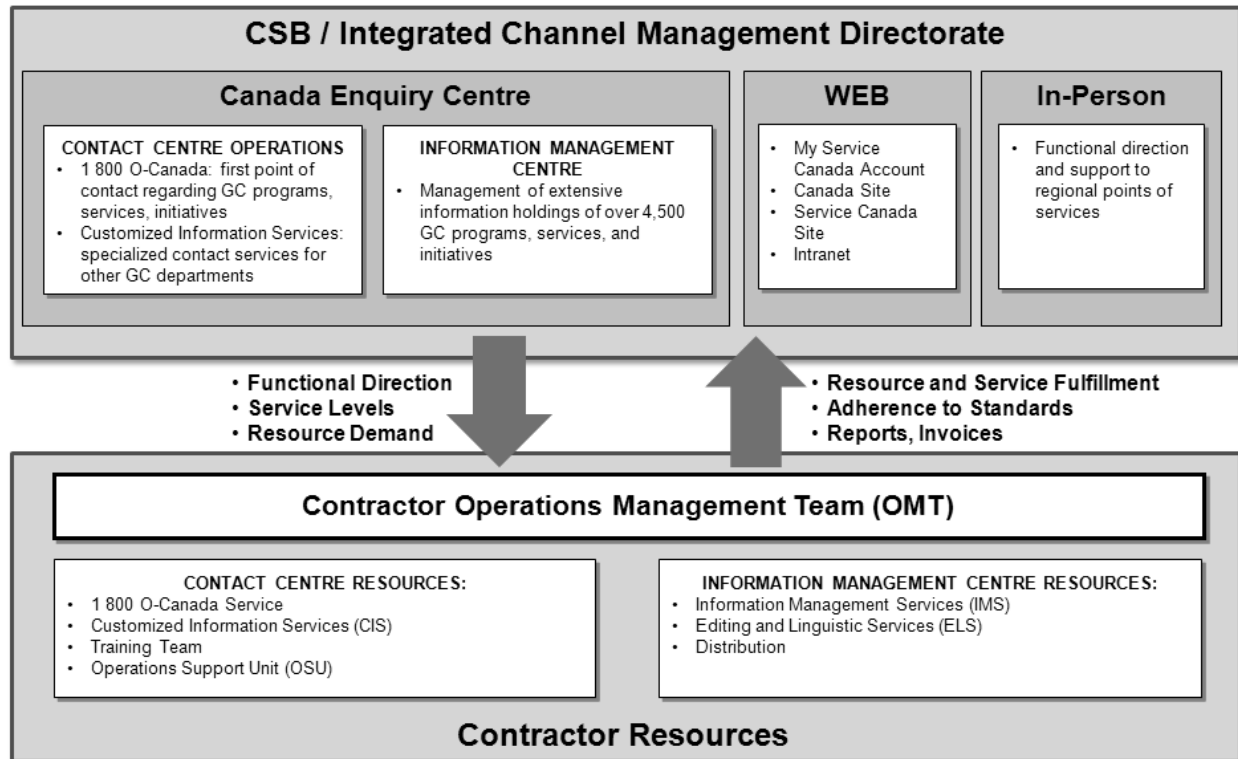 CSB / Integrated Channel Management Directorate
Canada Enquiry Centre
CONTACT CENTRE OPERATIONS
• 1 800 O-Canada: first point of
contact regarding GC programs,
services, initiatives
• Customized Information Services:
specialized contact services for
other GC departments
INFORMATION MANAGEMENT
CENTRE
• Management of extensive
information holdings of over 4,500
GC programs, services, and
initiatives
WEB
• My Service
Canada Account
• Canada Site
• Service Canada
Site
• Intranet
In-Person
• Functional direction
and support to
regional points of
services
• Functional Direction
• Service Levels
• Resource Demand
• Resource and Service Fulfillment
• Adherence to Standards
• Reports, Invoices
Contractor Operations Management Team (OMT)
CONTACT CENTRE RESOURCES:
• 1 800 O-Canada Service
• Customized Information Services (CIS)
• Training Team
• Operations Support Unit (OSU)
INFORMATION MANAGEMENT CENTRE RESOURCES:
• Information Management Services (IMS)
• Editing and Linguistic Services (ELS)
• Distribution
Contractor Resources